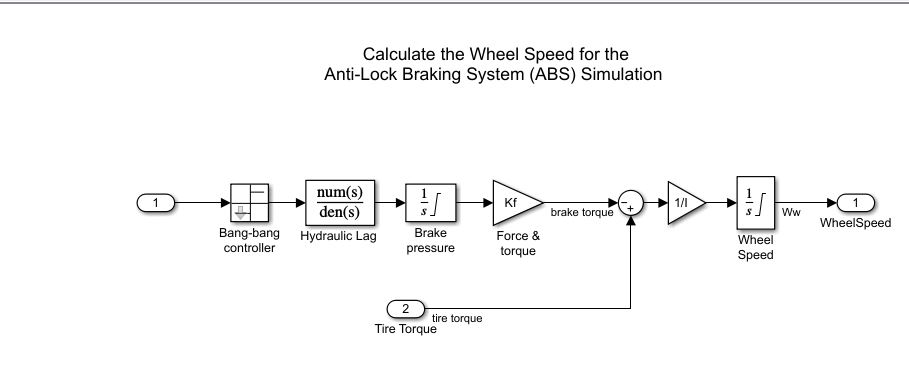 Calculate the Wheel Speed for the
Anti-Lock Braking System (ABS) Simulation
1
Bang-bang
controller
num(s)
den(s)
Hydraulic Lag
1
s
∫
Brake
pressure
Kf
Force &
torque
brake torque
−
+
1/I
1
s
∫
Wheel
Speed
Ww
1
WheelSpeed
2
Tire Torque
tire torque